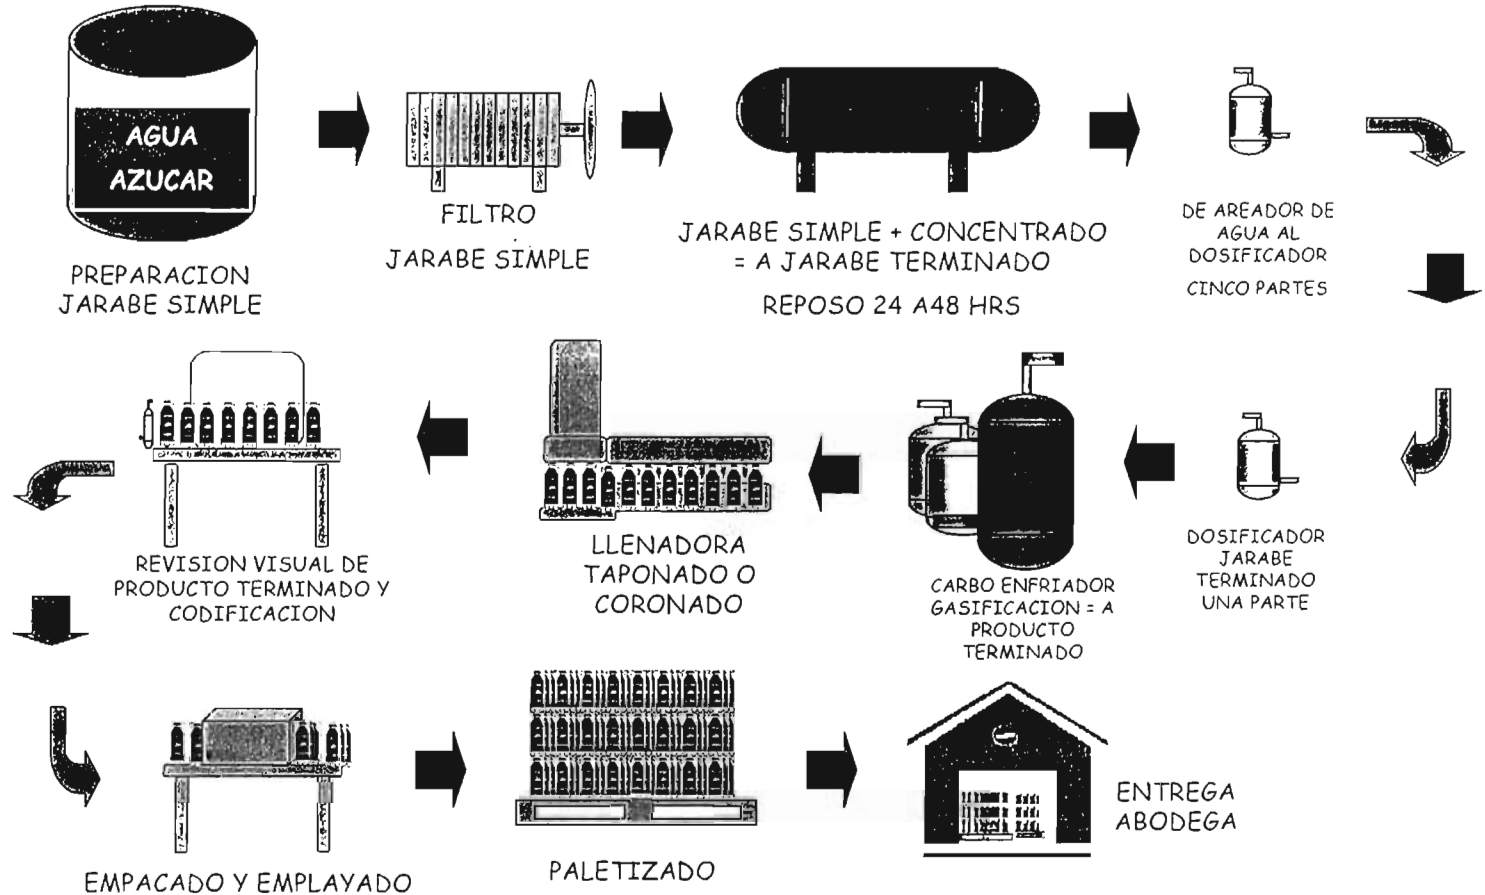 AGUA
AZUCAR
PREPARACION
JARABE SIMPLE
FILTRO
JARABE SIMPLE
JARABE SIMPLE + CONCENTRADO
= A JARABE TERMINADO
REPOSO 24 A48 HRS
DE AREADOR DE
AGUA AL
DOSIFICADOR
CINCO PARTES
DOSIFICADOR
JARABE
TERMINADO
UNA PARTE
CARBO ENFRIADOR
GASIFICACION = A
PRODUCTO
TERMINADO
LLENADORA
TAPONADO O
CORONADO
REVISION VISUAL DE
PRODUCTO TERMINADO Y
CODIFICACION
EMPACADO Y EMPLAYADO
PALETIZADO
ENTREGA
ABODEGA